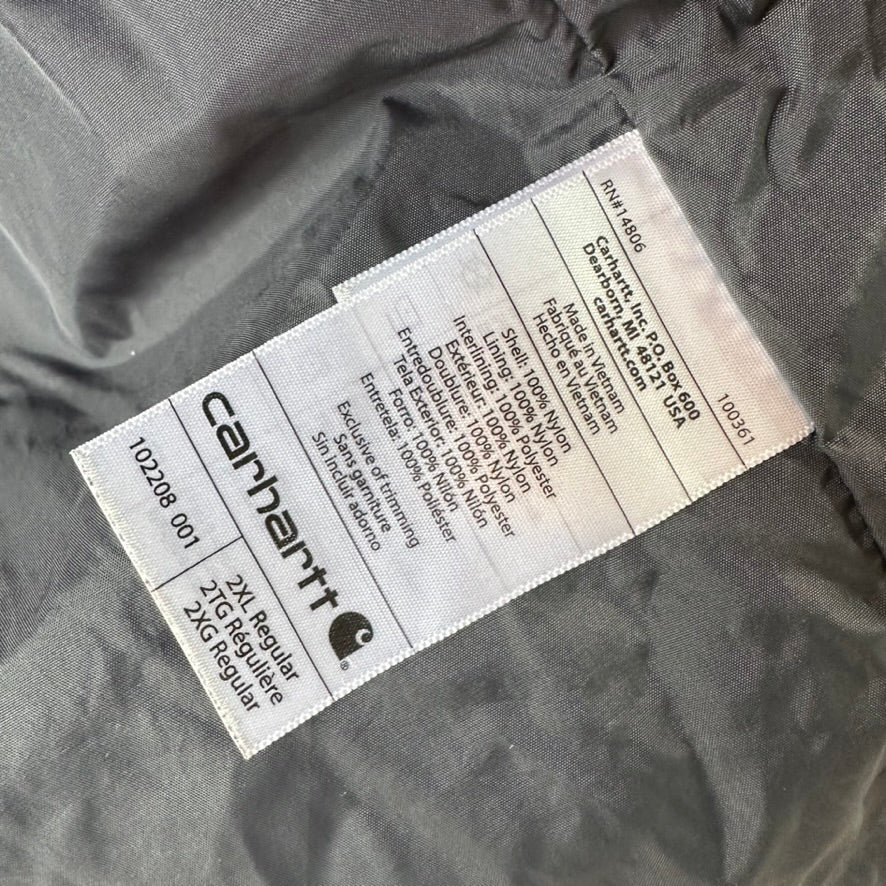 102208 001
2XL Regular
2TG Régulière
2XG Regular
carhartt
®
Shell: 100% Nylon
Lining: 100% Nylon
Interlining: 100% Polyester
Extérieur: 100% Nylon
Doublure: 100% Nylon
Entredoublure: 100% Polyester
Tela Exterior: 100% Nilón
Forro: 100% Nilón
Entretela: 100% Poliéster
Exclusive of trimming
Sans garniture
Sin incluir adorno
Made in Vietnam
Fabriqué au Vietnam
Hecho en Vietnam
Carhartt, Inc. P.O. Box 600
Dearborn, MI 48121 USA
carhartt.com
RN#14806
100361